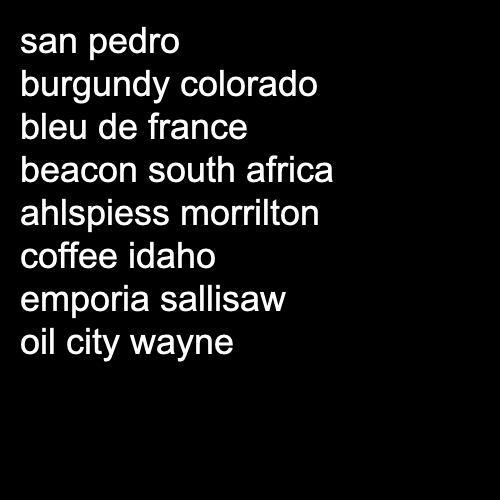 san pedro
burgundy colorado
bleu de france
beacon south africa
ahlspiess morrilton
coffee idaho
emporia sallisaw
oil city wayne